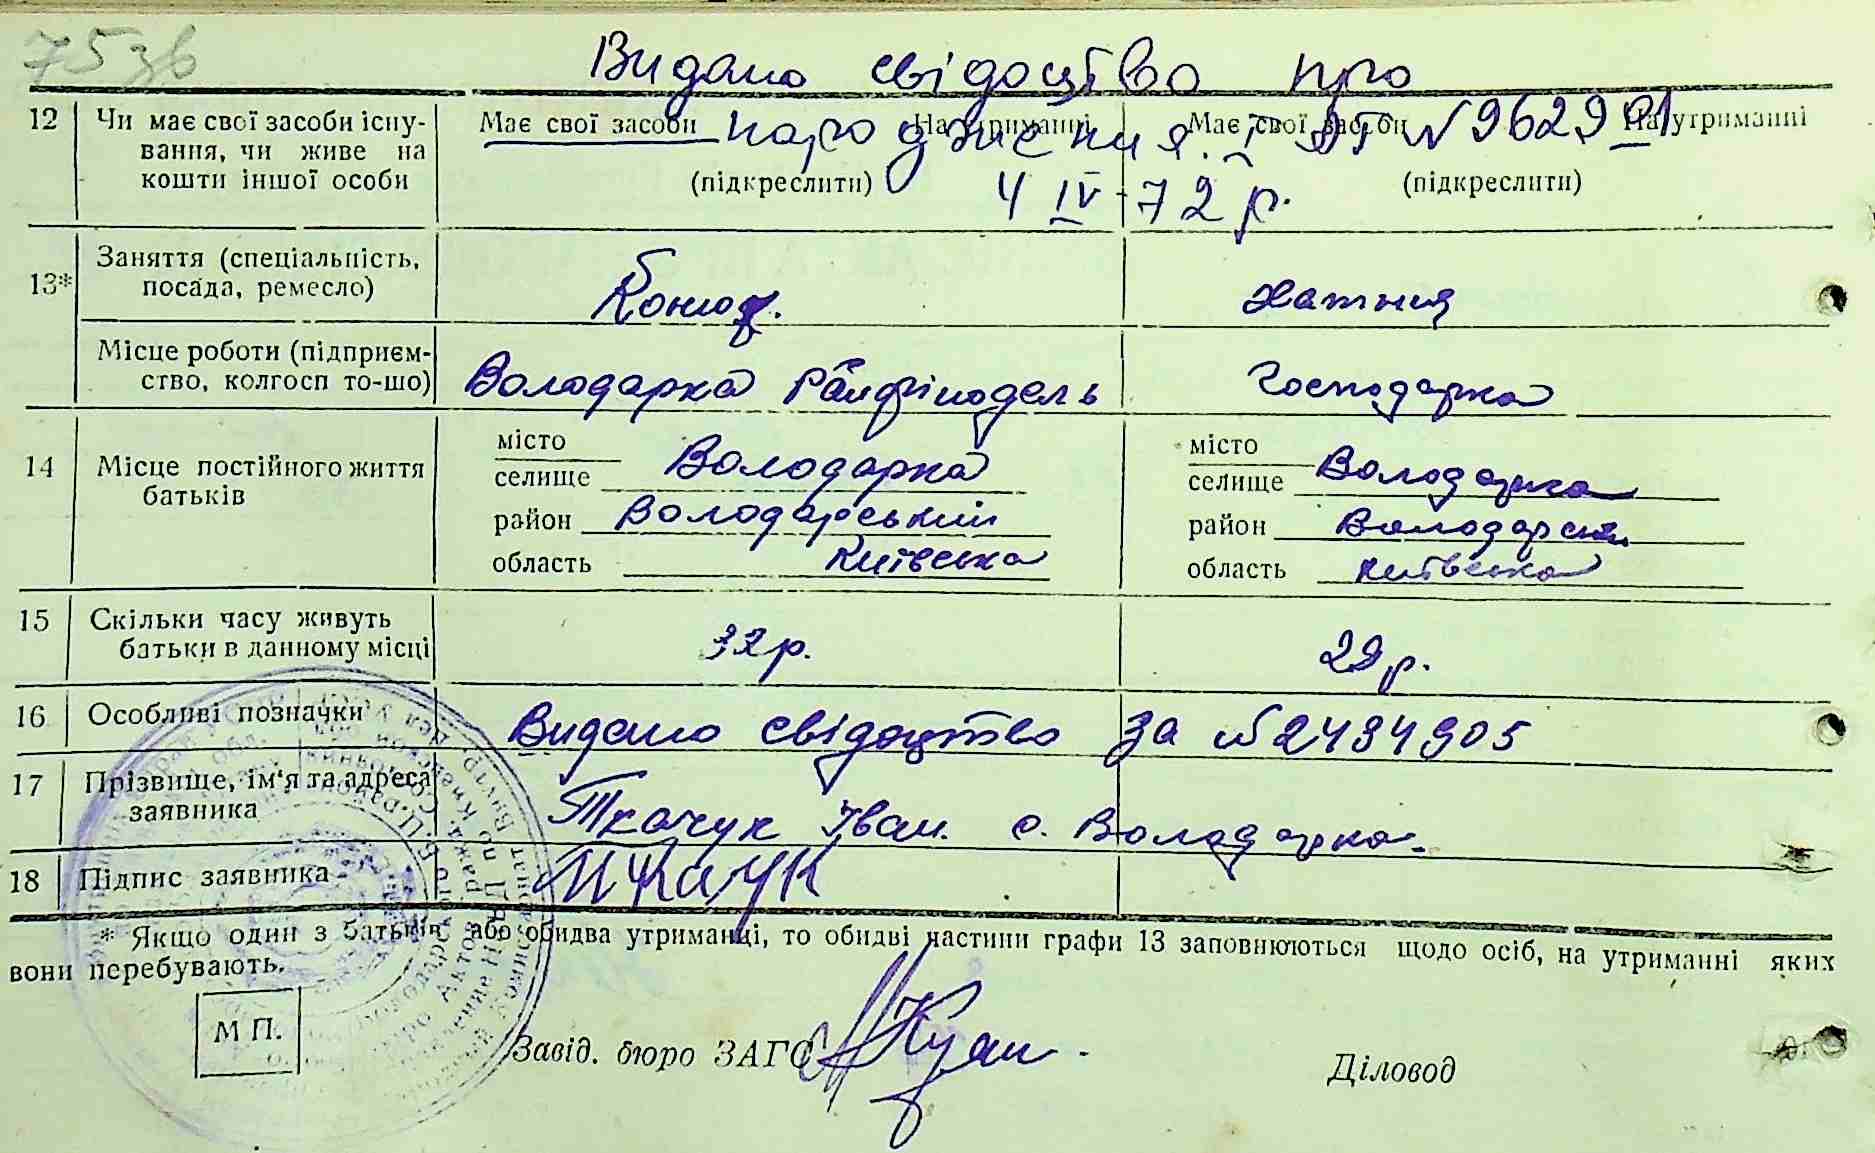 75 зв
Видано свідоцтво про
народження І ЯТ № 962901
4 IV-72 р.
12 Чи має свої засоби існування, чи живе на кошти іншої особи Має свої засоби На утриманні (підкреслити) Має свої засоби На утриманні (підкреслити)
13* Заняття (спеціальність, посада, ремесло) Конюх. Хатня
Місце роботи (підприємство, колгосп то-що) Володарка Райфінодель Господарка
14 Місце постійного життя батьків
місто селище Володарка місто селище Володарка
район Володарський район Володарськ
область Київська область Київська
15 Скільки часу живуть батьки в данному місці 32 р. 29 р.
16 Особливі позначки Видано свідоцтво за № 2434905
17 Прізвище, ім'я та адреса заявника Ткачук Іван. с. Володарка.
18 Підпис заявника Ткачук
* Якщо один з батьків, або обидва утриманці, то обидві частини графи 13 заповнюються щодо осіб, на утриманні яких
вони перебувають.
М П.
Завід. бюро ЗАГС
Діловод